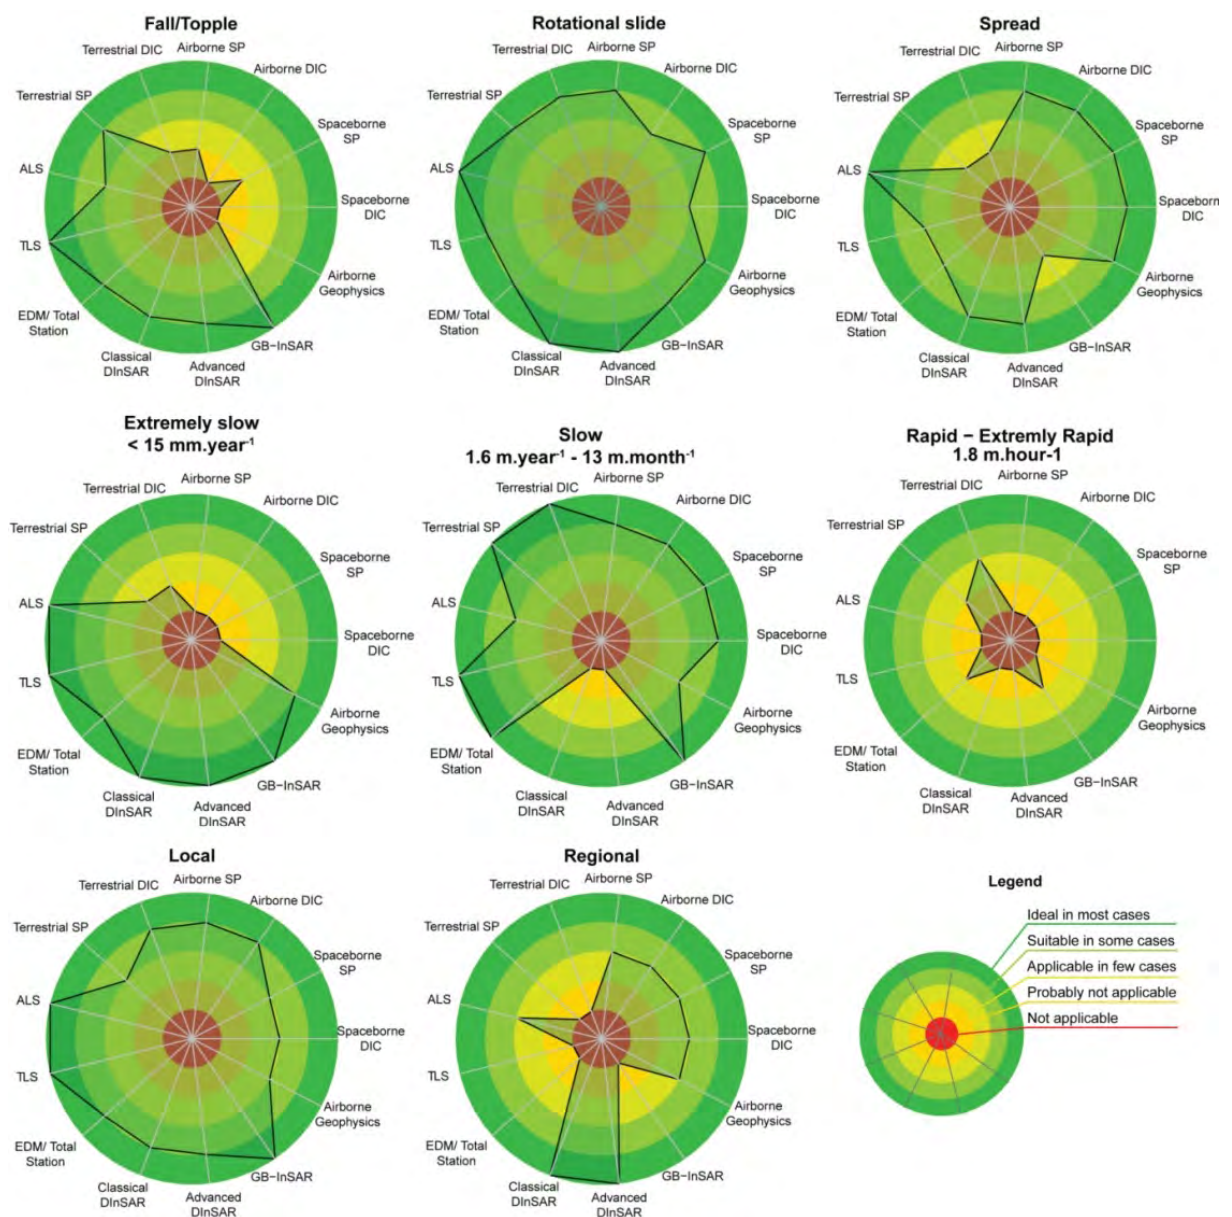 Fall/Topple
Terrestrial DIC
Airborne SP
Airborne DIC
Terrestrial SP
Spaceborne
SP
ALS
Spaceborne
DIC
TLS
Airborne
Geophysics
EDM/ Total
Station
GB−InSAR
Classical
DInSAR
Advanced
DInSAR
Rotational slide
Terrestrial DIC
Airborne SP
Airborne DIC
Terrestrial SP
Spaceborne
SP
ALS
Spaceborne
DIC
TLS
Airborne
Geophysics
EDM/ Total
Station
GB−InSAR
Classical
DInSAR
Advanced
DInSAR
Spread
Terrestrial DIC
Airborne SP
Airborne DIC
Terrestrial SP
Spaceborne
SP
ALS
Spaceborn
DIC
TLS
Airborne
Geophysics
EDM/ Total
Station
GB−InSAR
Classical
DInSAR
Advanced
DInSAR
Extremely slow
< 15 mm.year⁻¹
Terrestrial DIC
Airborne SP
Airborne DIC
Terrestrial SP
Spaceborne
SP
ALS
Spaceborne
DIC
TLS
Airborne
Geophysics
EDM/ Total
Station
GB−InSAR
Classical
DInSAR
Advanced
DInSAR
Slow
1.6 m.year⁻¹ - 13 m.month⁻¹
Terrestrial DIC
Airborne SP
Airborne DIC
Terrestrial SP
Spaceborne
SP
ALS
Spaceborne
DIC
TLS
Airborne
Geophysics
EDM/ Total
Station
GB−InSAR
Classical
DInSAR
Advanced
DInSAR
Rapid − Extremly Rapid
1.8 m.hour-1
Terrestrial DIC
Airborne SP
Airborne DIC
Terrestrial SP
Spaceborne
SP
ALS
Spaceborne
DIC
TLS
Airborne
Geophysics
EDM/ Total
Station
GB−InSAR
Classical
DInSAR
Advanced
DInSAR
Local
Terrestrial DIC
Airborne SP
Airborne DIC
Terrestrial SP
Spaceborne
SP
ALS
Spaceborne
DIC
TLS
Airborne
Geophysics
EDM/ Total
Station
GB−InSAR
Classical
DInSAR
Advanced
DInSAR
Regional
Terrestrial DIC
Airborne SP
Airborne DIC
Terrestrial SP
Spaceborne
SP
ALS
Spaceborne
DIC
TLS
Airborne
Geophysics
EDM/ Total
Station
GB−InSAR
Classical
DInSAR
Advanced
DInSAR
Legend
Ideal in most cases
Suitable in some cases
Applicable in few cases
Probably not applicable
Not applicable